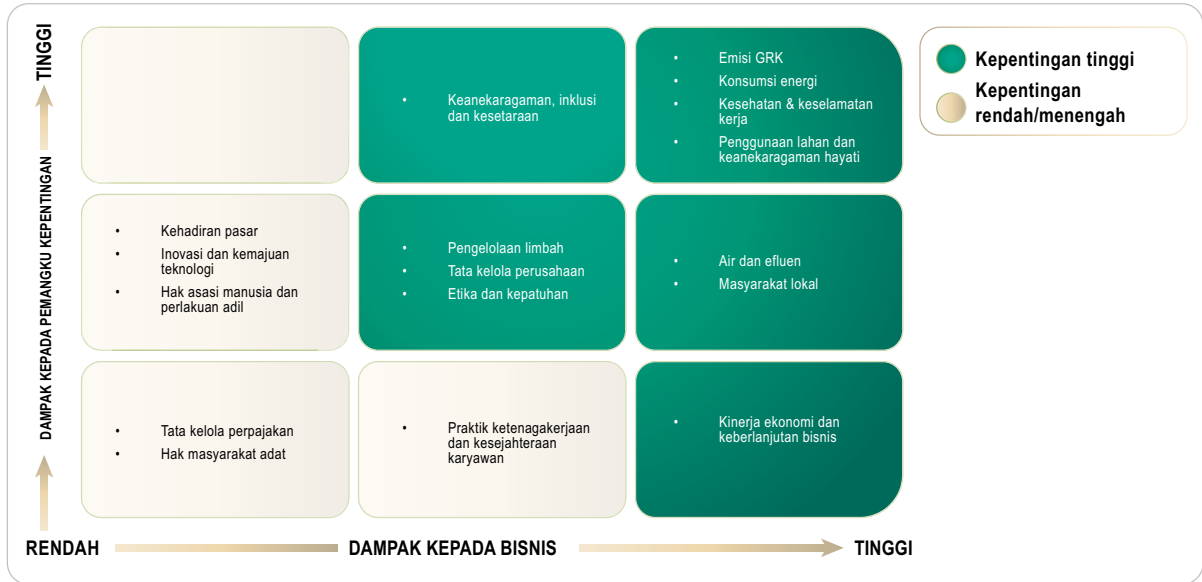 TINGGI
DAMPAK KEPADA PEMANGKU KEPENTINGAN
• Keanekaragaman, inklusi
dan kesetaraan
• Emisi GRK
• Konsumsi energi
• Kesehatan & keselamatan
kerja
• Penggunaan lahan dan
keanekaragaman hayati
Kepentingan tinggi
Kepentingan
rendah/menengah
• Kehadiran pasar
• Inovasi dan kemajuan
teknologi
• Hak asasi manusia dan
perlakuan adil
• Pengelolaan limbah
• Tata kelola perusahaan
• Etika dan kepatuhan
• Air dan efluen
• Masyarakat lokal
• Tata kelola perpajakan
• Hak masyarakat adat
• Praktik ketenagakerjaan
dan kesejahteraan
karyawan
• Kinerja ekonomi dan
keberlanjutan bisnis
RENDAH
DAMPAK KEPADA BISNIS
TINGGI